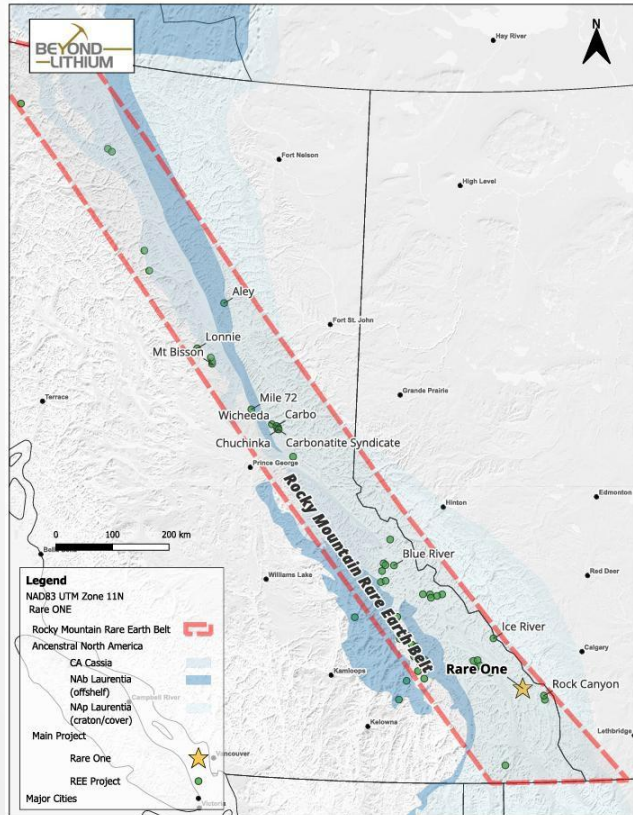 BEYOND
LITHIUM
N
Hay River
Fort Nelson
High Level
Aley
Fort St. John
Lonnie
Mt Bisson
Grande Prairie
Terrace
Mile 72
Wicheeda
Carbo
Chuchinka
Carbonatite Syndicate
Prince George
Rocky Mountain Rare Earth Belt
Hinton
Edmonton
0 100 200 km
Blue River
Red Deer
Williams Lake
Ice River
Calgary
Kamloops
Rare One
Rock Canyon
Kelowna
Lethbridge
Legend
NAD83 UTM Zone 11N
Rare ONE
Rocky Mountain Rare Earth Belt
Ancenstral North America
CA Cassia
NAb Laurentia
(offshelf)
NAp Laurentia
(craton/cover)
Campbell River
Main Project
Rare One
Vancouver
REE Project
Major Cities
Victoria